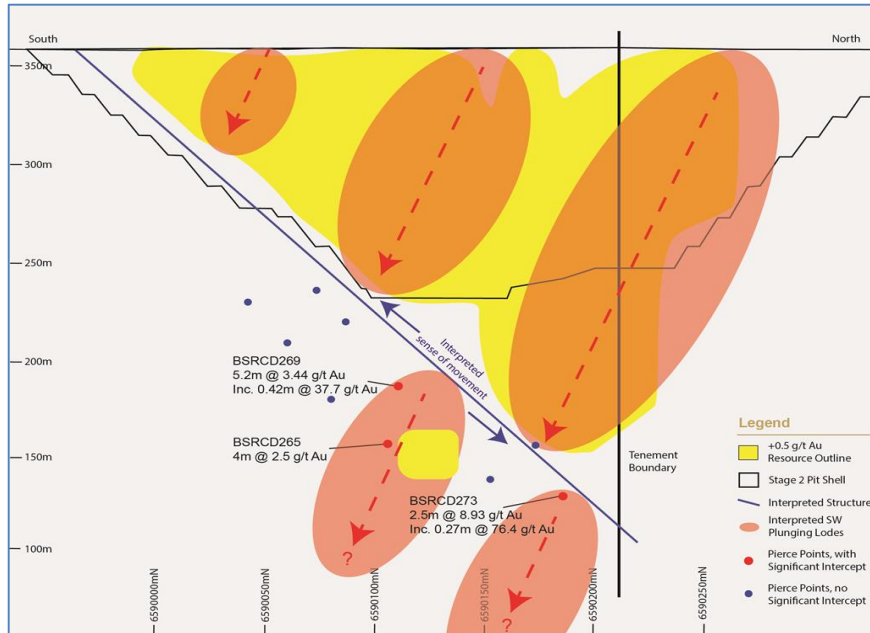 South
North
350m
300m
250m
200m
150m
100m
Interpreted
sense of movement
BSRCD269
5.2m @ 3.44 g/t Au
Inc. 0.42m @ 37.7 g/t Au
BSRCD265
4m @ 2.5 g/t Au
BSRCD273
2.5m @ 8.93 g/t Au
Inc. 0.27m @ 76.4 g/t Au
?
?
Tenement
Boundary
6590000mN
6590050mN
6590100mN
6590150mN
6590200mN
6590250mN
Legend
+0.5 g/t Au
Resource Outline
Stage 2 Pit Shell
Interpreted Structure
Interpreted SW
Plunging Lodes
Pierce Points, with
Significant Intercept
Pierce Points, no
Significant Intercept